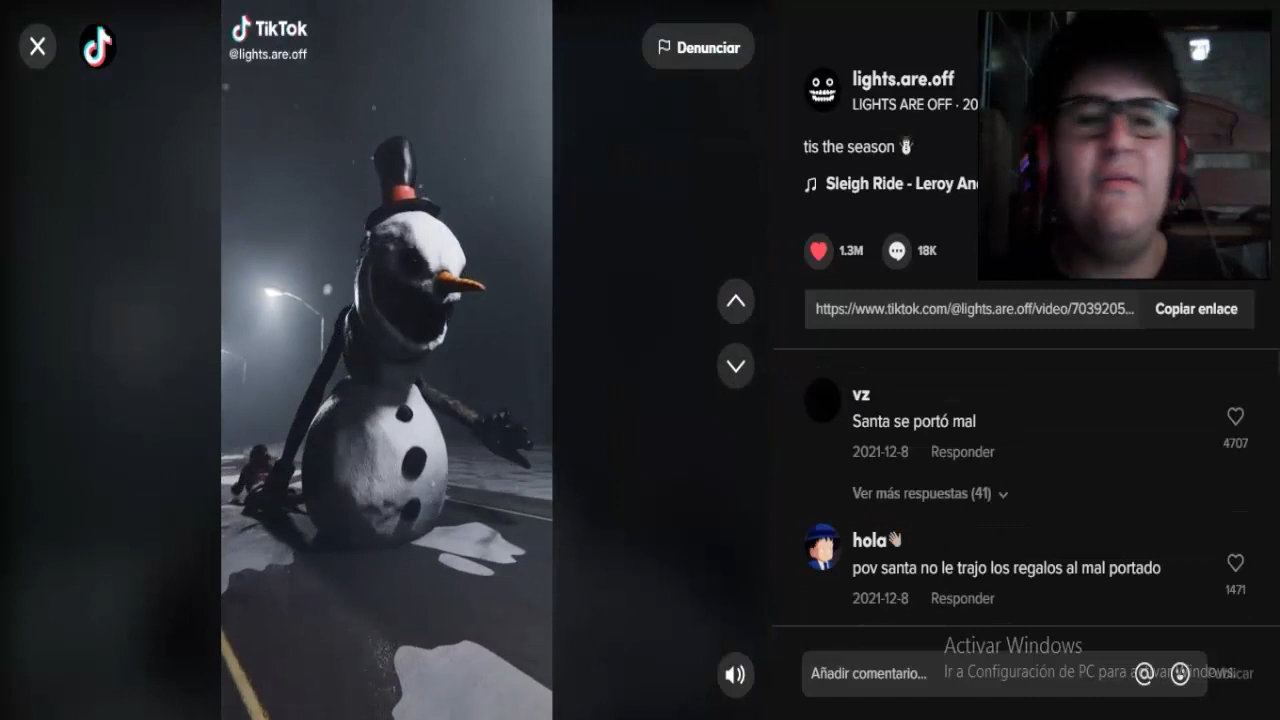 TikTok
@lights.are.off
Denunciar
lights.are.off
LIGHTS ARE OFF · 20
tis the season
Sleigh Ride - Leroy An
1.3M
18K
https://www.tiktok.com/@lights.are.off/video/7039205...
Copiar enlace
vz
Santa se portó mal
4707
2021-12-8
Responder
Ver más respuestas (41)
hola
pov santa no le trajo los regalos al mal portado
1471
2021-12-8
Responder
Activar Windows
Añadir comentario...
Ir a Configuración de PC para activar Windows.